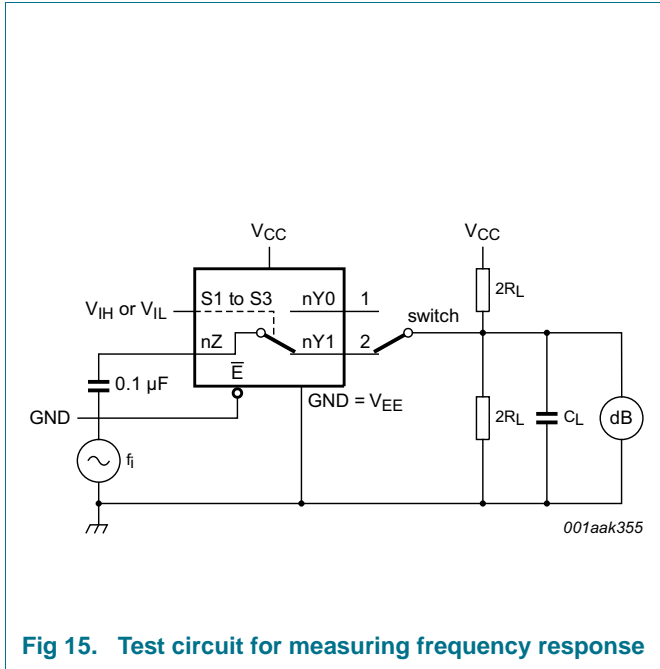 VCC
VCC
S1 to S3
nY0
1
2RL
VIH or VIL
switch
nZ
nY1
2
E̅
0.1 µF
GND = VEE
GND
2RL
CL
dB
fi
001aak355
Fig 15. Test circuit for measuring frequency response